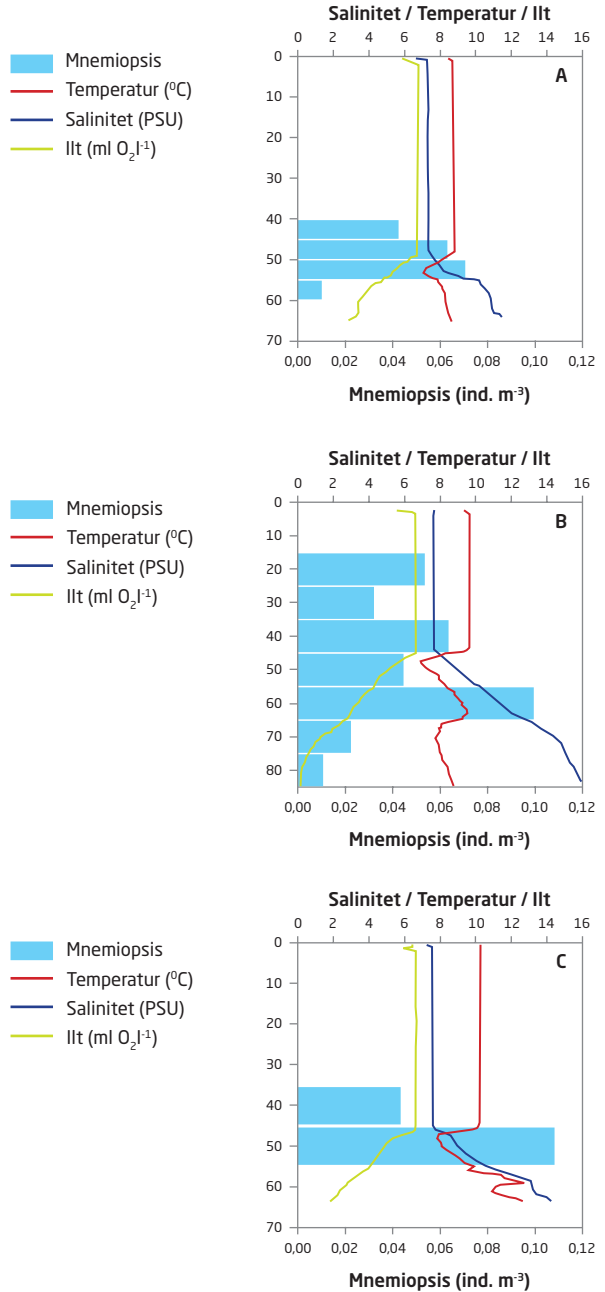 Salinitet / Temperatur / Ilt
0 2 4 6 8 10 12 14 16
Mnemiopsis
Temperatur (⁰C)
Salinitet (PSU)
Ilt (ml O₂l⁻¹)
A
0
10
20
30
40
50
60
70
0,00 0,02 0,04 0,06 0,08 0,10 0,12
Mnemiopsis (ind. m⁻³)
Salinitet / Temperatur / Ilt
0 2 4 6 8 10 12 14 16
Mnemiopsis
Temperatur (⁰C)
Salinitet (PSU)
Ilt (ml O₂l⁻¹)
B
0
10
20
30
40
50
60
70
80
0,00 0,02 0,04 0,06 0,08 0,10 0,12
Mnemiopsis (ind. m⁻³)
Salinitet / Temperatur / Ilt
0 2 4 6 8 10 12 14 16
Mnemiopsis
Temperatur (⁰C)
Salinitet (PSU)
Ilt (ml O₂l⁻¹)
C
0
10
20
30
40
50
60
70
0,00 0,02 0,04 0,06 0,08 0,10 0,12
Mnemiopsis (ind. m⁻³)